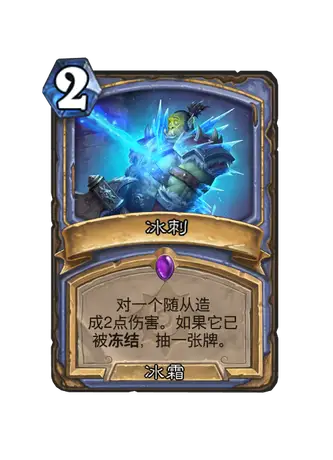 2
冰刺
对一个随从造
成2点伤害。如果它已
被冻结，抽一张牌。
冰霜